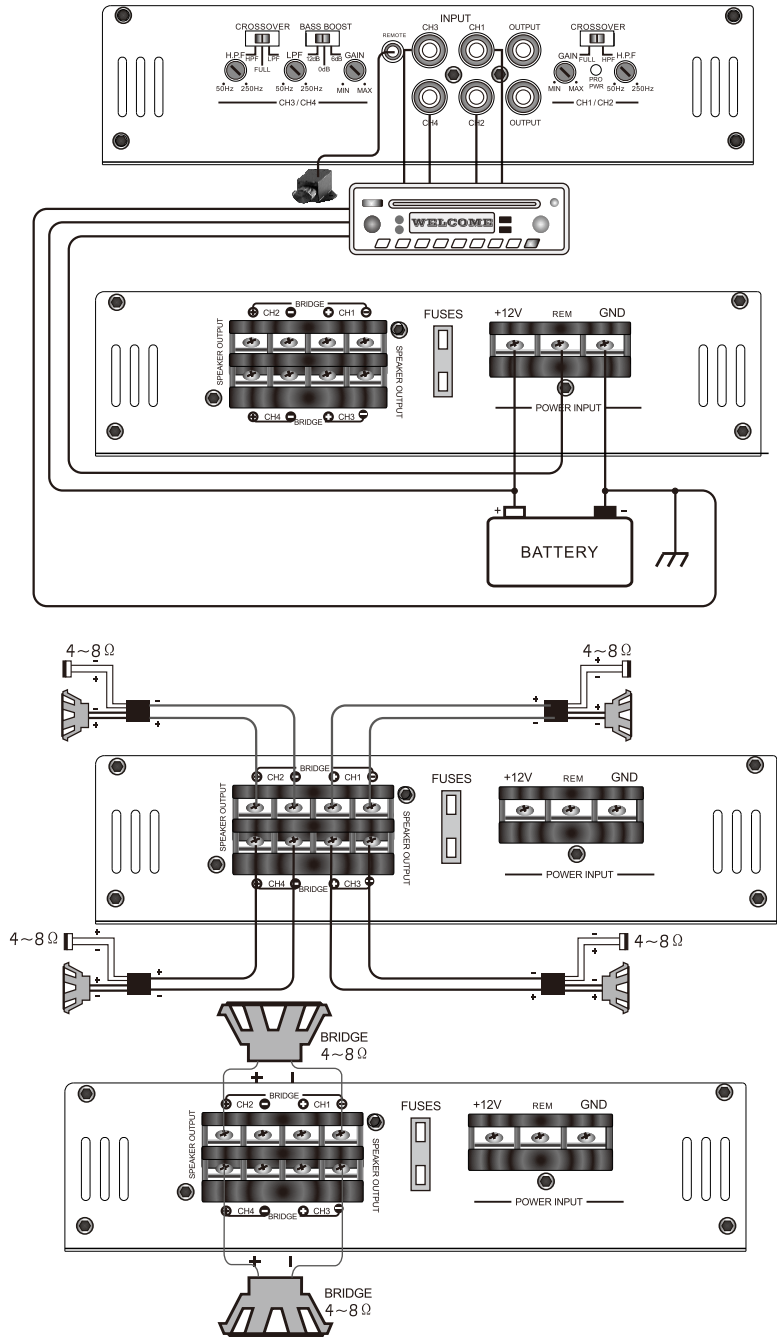 INPUT
CROSSOVER BASS BOOST REMOTE CH3 CH1 OUTPUT CROSSOVER
H.P.F HPF LPF LPF 12dB 6dB GAIN GAIN FULL HPF H.P.F
FULL 0dB
50Hz 250Hz 50Hz 250Hz MIN MAX MIN MAX PRO PWR 50Hz 250Hz
CH3 / CH4 CH4 CH2 OUTPUT CH1 / CH2
WELCOME
BRIDGE
CH2 CH1
FUSES
+12V REM GND
SPEAKER OUTPUT
SPEAKER OUTPUT
CH4 CH3
BRIDGE
POWER INPUT
+ -
BATTERY
4~8Ω 4~8Ω
- + - + - + + - + - + -
BRIDGE
CH2 CH1
FUSES
+12V REM GND
SPEAKER OUTPUT
SPEAKER OUTPUT
CH4 BRIDGE CH3
POWER INPUT
4~8Ω 4~8Ω
+ - + - + - - + - + - +
BRIDGE
4~8Ω
+ -
BRIDGE
CH2 CH1
FUSES
+12V REM GND
SPEAKER OUTPUT
SPEAKER OUTPUT
CH4 BRIDGE CH3
POWER INPUT
+ -
BRIDGE
4~8Ω